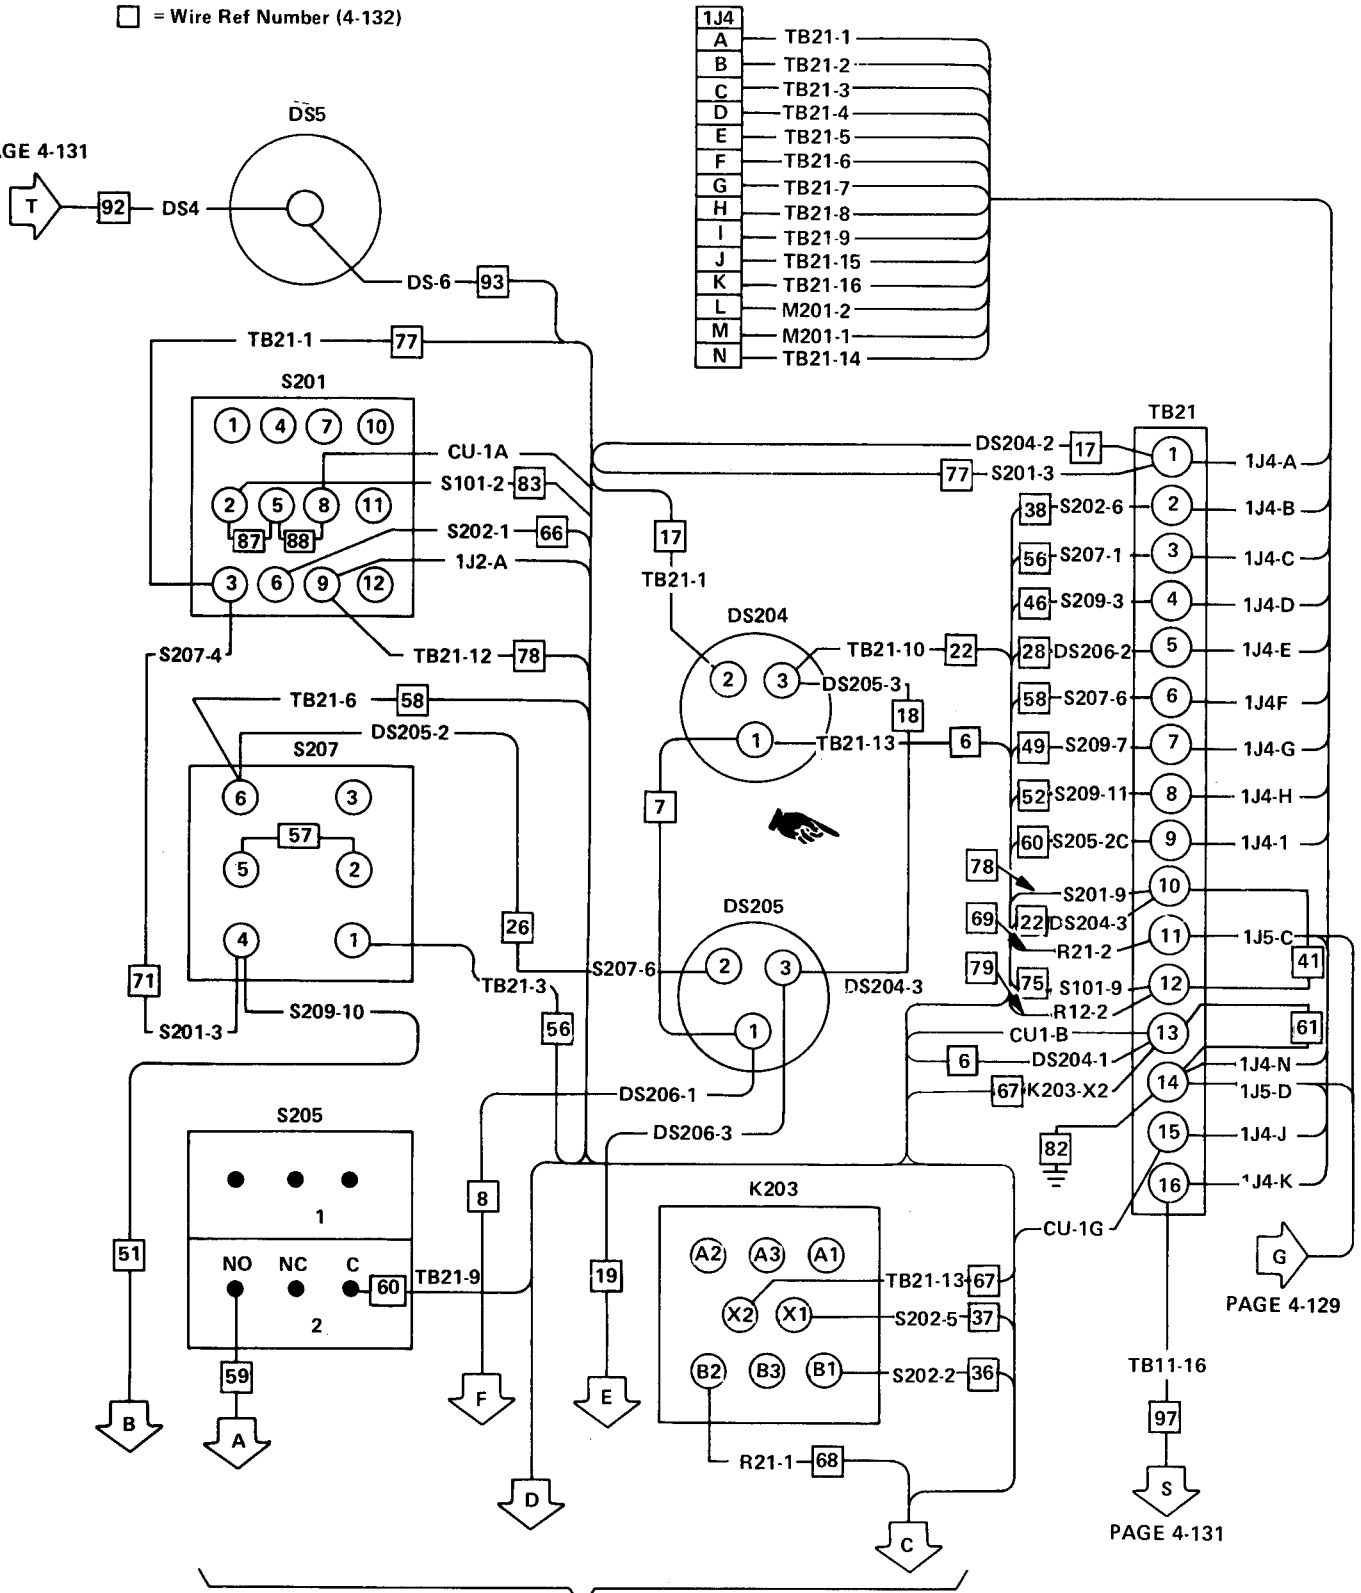 = Wire Ref Number (4-132)
1J4
A TB21-1
B TB21-2
C TB21-3
D TB21-4
E TB21-5
F TB21-6
G TB21-7
H TB21-8
I TB21-9
J TB21-15
K TB21-16
L M201-2
M M201-1
N TB21-14
DS5
AGE 4-131
T 92 DS4
DS-6 93
TB21-1 77
S201
1 4 7 10
CU-1A
S101-2 83
2 5 8 11
87 88
S202-1 66
1J2-A
3 6 9 12
S207-4
TB21-12 78
TB21-6 58
DS205-2
S207
6 3
57
5 2
4 1
26
71
TB21-3
S209-10
S201-3
56
17
TB21-1
DS204
2 3
1
TB21-10 22
DS205-3
18
TB21-13 6
7
DS205
S207-6 2 3 DS204-3
1
DS206-1
DS206-3
8
19
S205
1
NO NC C
60 TB21-9
2
51
59
B
A
F
E
D
K203
A2 A3 A1
TB21-13 67
X2 X1 S202-5 37
B2 B3 B1 S202-2 36
R21-1 68
C
TB21
DS204-2 17 1 1J4-A
77 S201-3
38 S202-6 2 1J4-B
56 S207-1 3 1J4-C
46 S209-3 4 1J4-D
28 DS206-2 5 1J4-E
58 S207-6 6 1J4F
49 S209-7 7 1J4-G
52 S209-11 8 1J4-H
60 S205-2C 9 1J4-1
78 S201-9 10
22 DS204-3
69 R21-2 11 1J5-C
41
79 75 S101-9 12
R12-2
CU1-B 13 61
6 DS204-1
1J4-N
67 K203-X2 14 1J5-D
82
15 1J4-J
16 1J4-K
CU-1G
G
PAGE 4-129
TB11-16
97
S
PAGE 4-131